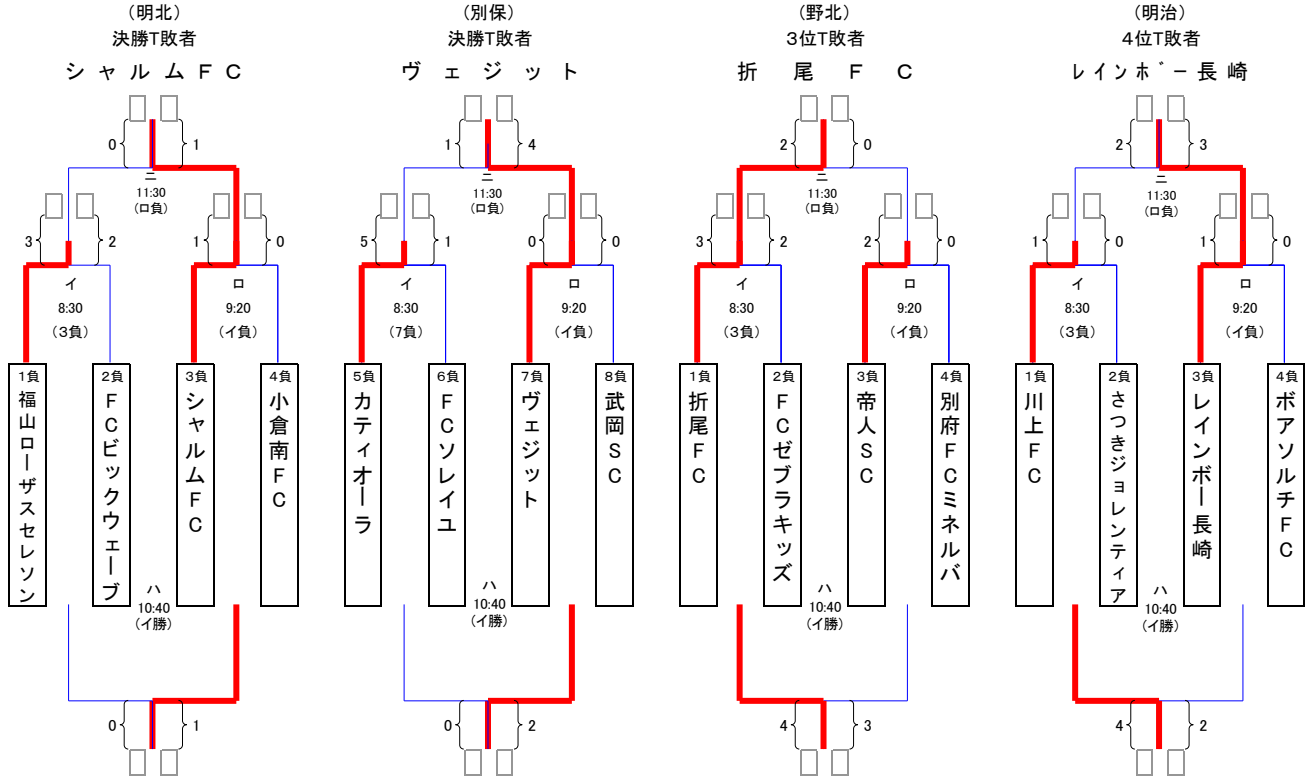 (明北)
決勝T敗者
シャルムFC
0
1
ニ
11:30
(ロ負)
3
2
1
0
イ
8:30
(3負)
ロ
9:20
(イ負)
1負
福山ローザスセレソン
2負
FCビックウェーブ
3負
シャルムFC
4負
小倉南FC
ハ
10:40
(イ勝)
0
1
(別保)
決勝T敗者
ヴェジット
1
4
ニ
11:30
(ロ負)
5
1
0
0
イ
8:30
(7負)
ロ
9:20
(イ負)
5負
カティオーラ
6負
FCソレイユ
7負
ヴェジット
8負
武岡SC
ハ
10:40
(イ勝)
0
2
(野北)
3位T敗者
折尾FC
2
0
ニ
11:30
(ロ負)
3
2
2
0
イ
8:30
(3負)
ロ
9:20
(イ負)
1負
折尾FC
2負
FCゼブラキッズ
3負
帝人SC
4負
別府FCミネルバ
ハ
10:40
(イ勝)
4
3
(明治)
4位T敗者
レインボー長崎
2
3
ニ
11:30
(ロ負)
1
0
1
0
イ
8:30
(3負)
ロ
9:20
(イ負)
1負
川上FC
2負
さつきジョレンティア
3負
レインボー長崎
4負
ボアソルチFC
ハ
10:40
(イ勝)
4
2